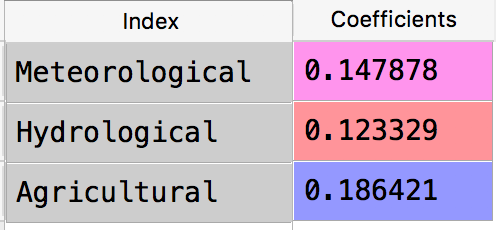 Index Coefficients
Meteorological 0.147878
Hydrological 0.123329
Agricultural 0.186421